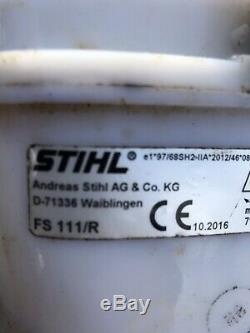 e1*97/68SH2-IIA*2012/46*08
STIHL®
Andreas Stihl AG & Co. KG
D-71336 Waiblingen
FS 111/R
CE
10.2016
7